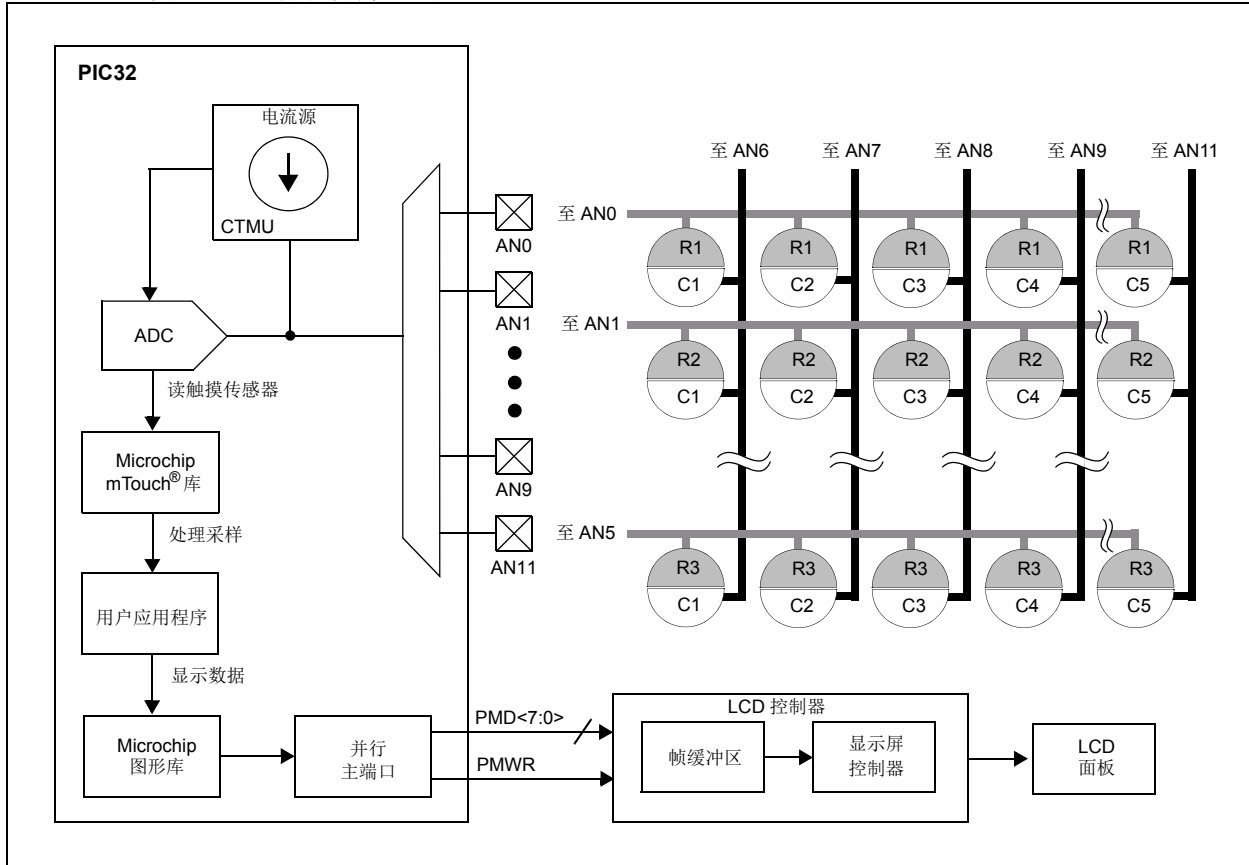 PIC32
电流源
CTMU
ADC
读触摸传感器
Microchip
mTouch® 库
处理采样
用户应用程序
显示数据
Microchip
图形库
并行
主端口
AN0
AN1
AN9
AN11
至 AN6
至 AN7
至 AN8
至 AN9
至 AN11
至 AN0
R1 R1 R1 R1 R1
C1 C2 C3 C4 C5
至 AN1
R2 R2 R2 R2 R2
C1 C2 C3 C4 C5
至 AN5
R3 R3 R3 R3 R3
C1 C2 C3 C4 C5
PMD<7:0>
PMWR
LCD 控制器
帧缓冲区
显示屏
控制器
LCD
面板